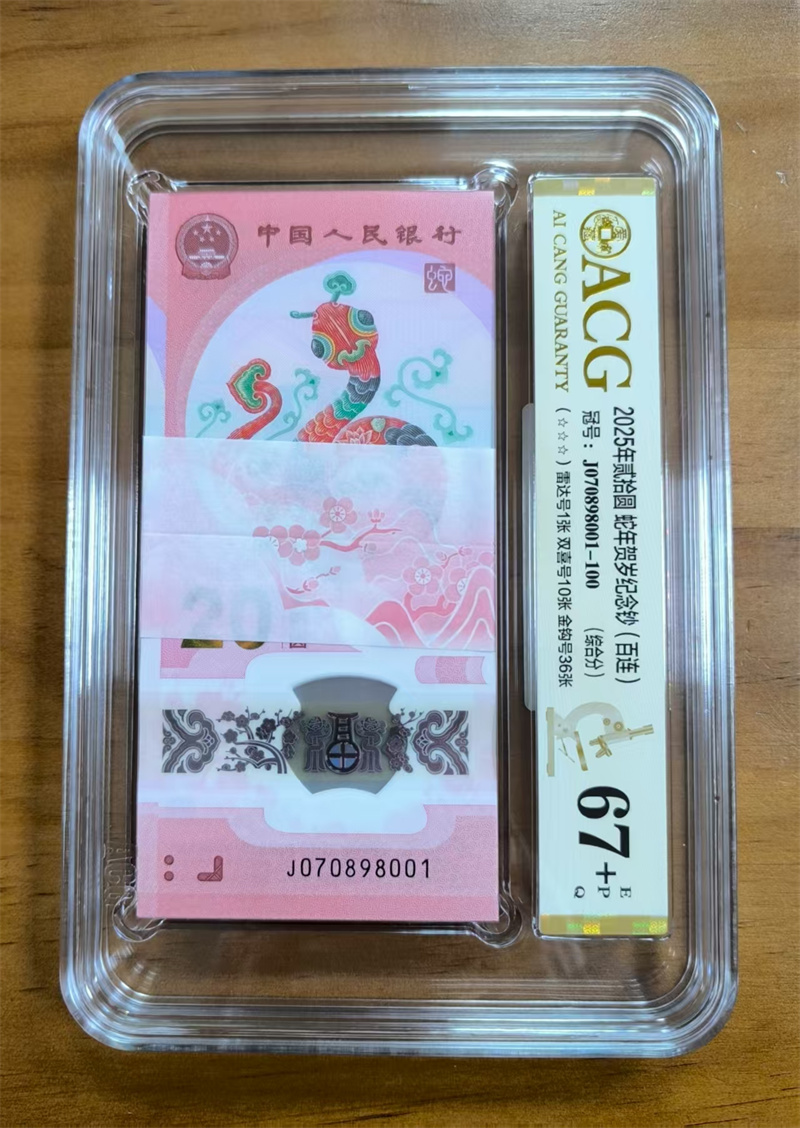 中国人民银行
蛇
20
J070898001
ACG
AI CANG GUARANTY
2025年贰拾圆 蛇年贺岁纪念钞（百连）
冠号：J070898001-100 （综合分）
（☆☆☆）雷达号1张 双喜号10张 金钩号36张
67+
E
P
Q